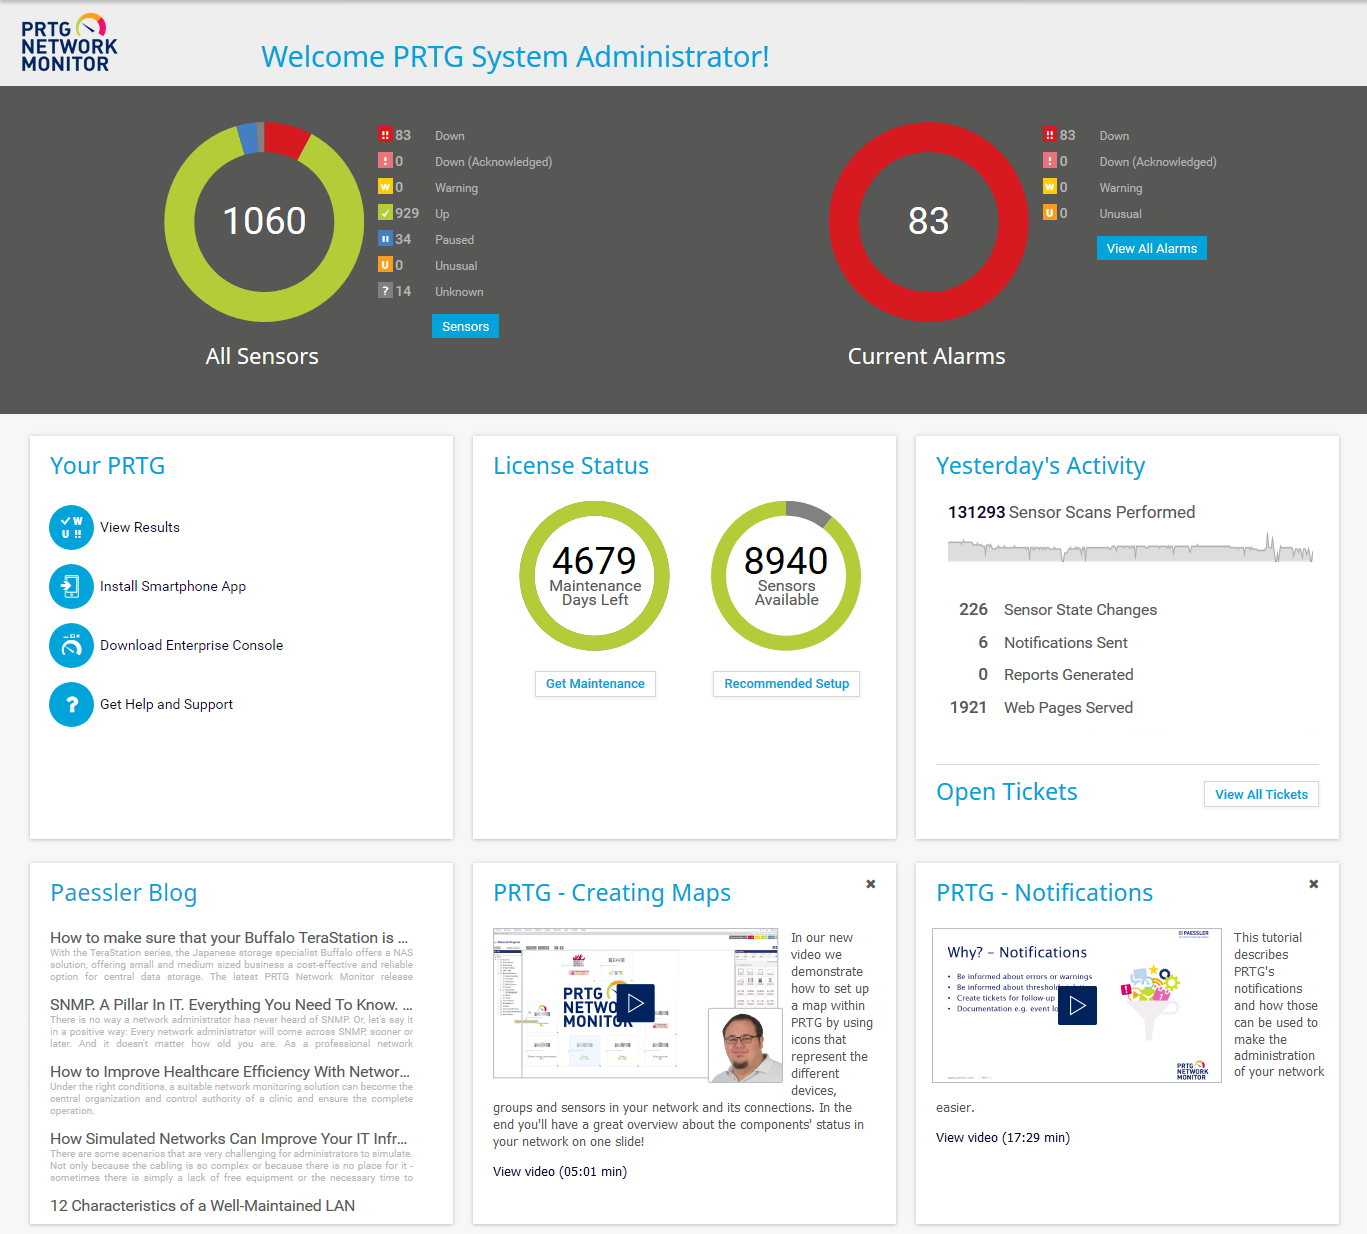 PRTG
NETWORK
MONITOR
Welcome PRTG System Administrator!
1060
All Sensors
83 Down
0 Down (Acknowledged)
W 0 Warning
929 Up
34 Paused
U 0 Unusual
? 14 Unknown
Sensors
83
Current Alarms
83 Down
0 Down (Acknowledged)
W 0 Warning
U 0 Unusual
View All Alarms
Your PRTG
View Results
Install Smartphone App
Download Enterprise Console
Get Help and Support
License Status
4679
Maintenance
Days Left
Get Maintenance
8940
Sensors
Available
Recommended Setup
Yesterday's Activity
131293 Sensor Scans Performed
226 Sensor State Changes
6 Notifications Sent
0 Reports Generated
1921 Web Pages Served
Open Tickets
View All Tickets
Paessler Blog
How to make sure that your Buffalo TeraStation is ...
With the TeraStation series, the Japanese storage specialist Buffalo offers a NAS
solution, offering small and medium sized business a cost-effective and reliable
option for central data storage. The latest PRTG Network Monitor release
SNMP. A Pillar In IT. Everything You Need To Know. ...
There is no way a network administrator has never heard of SNMP. Or, let's say it
in a positive way: Every network administrator will come across SNMP, sooner or
later. And it doesn't matter how old you are. As a professional network
How to Improve Healthcare Efficiency With Networ...
Under the right conditions, a suitable network monitoring solution can become the
central organization and control authority of a clinic and ensure the complete
operation.
How Simulated Networks Can Improve Your IT Infr...
There are some scenarios that are very challenging for administrators to simulate.
Not only because the cabling is so complex or because there is no place for it -
sometimes there is simply a lack of free equipment or the necessary time to
12 Characteristics of a Well-Maintained LAN
PRTG - Creating Maps
PRTG
NETWORK
MONITOR
In our new
video we
demonstrate
how to set up
a map within
PRTG by using
icons that
represent the
different
devices,
groups and sensors in your network and its connections. In the
end you'll have a great overview about the components' status in
your network on one slide!
View video (05:01 min)
PRTG - Notifications
PAESSLER
Why? – Notifications
• Be informed about errors or warnings
• Be informed about threshold
• Create tickets for follow-up
• Documentation e.g. event
PRTG
NETWORK
MONITOR
This tutorial
describes
PRTG's
notifications
and how those
can be used to
make the
administration
of your network
easier.
View video (17:29 min)